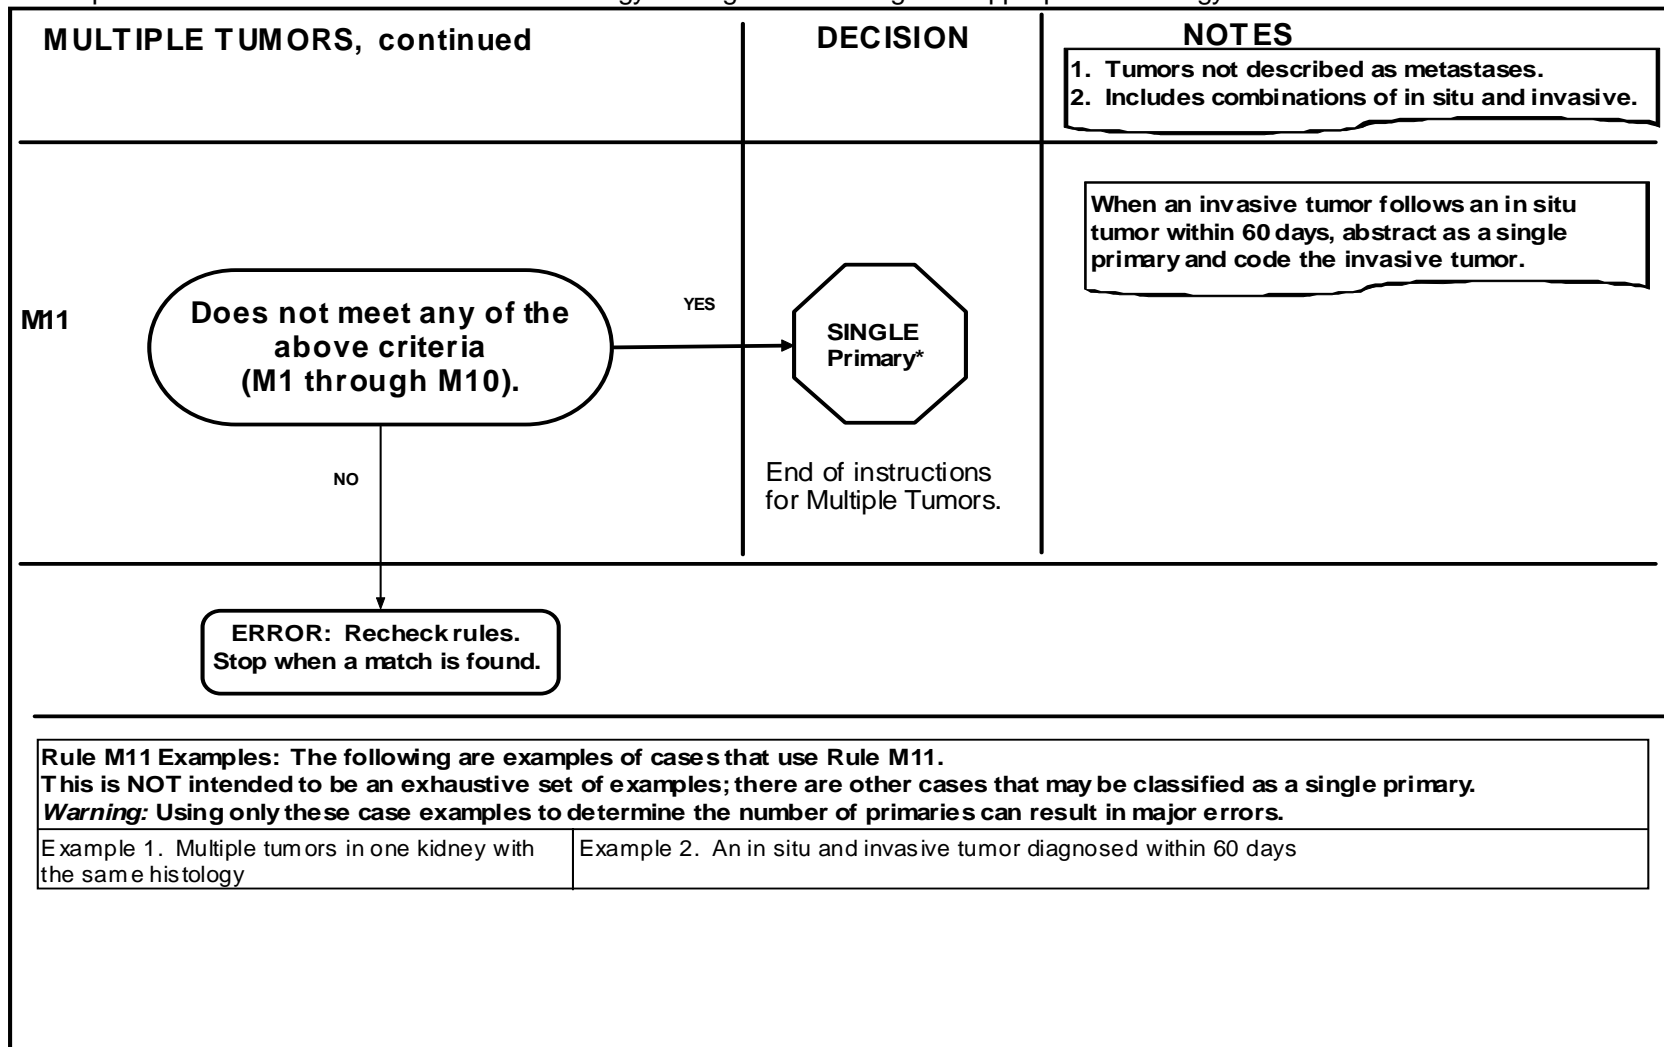 MULTIPLE TUMORS, continued
DECISION
NOTES
1. Tumors not described as metastases.
2. Includes combinations of in situ and invasive.
M11
Does not meet any of the
above criteria
(M1 through M10).
YES
SINGLE
Primary*
When an invasive tumor follows an in situ
tumor within 60 days, abstract as a single
primary and code the invasive tumor.
NO
End of instructions
for Multiple Tumors.
ERROR: Recheck rules.
Stop when a match is found.
Rule M11 Examples: The following are examples of cases that use Rule M11.
This is NOT intended to be an exhaustive set of examples; there are other cases that may be classified as a single primary.
Warning: Using only these case examples to determine the number of primaries can result in major errors.
Example 1. Multiple tumors in one kidney with
the same histology
Example 2. An in situ and invasive tumor diagnosed within 60 days